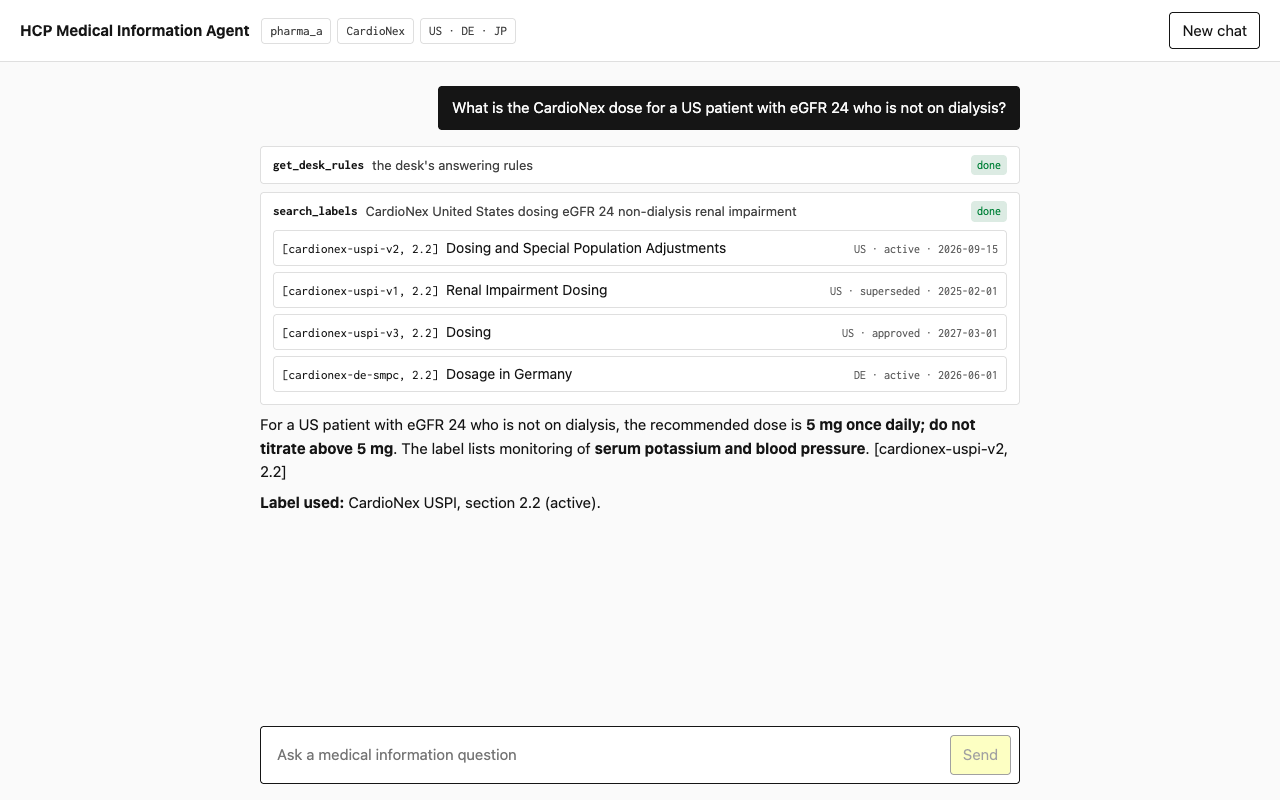 HCP Medical Information Agent pharma_a CardioNex US · DE · JP New chat
What is the CardioNex dose for a US patient with eGFR 24 who is not on dialysis?
get_desk_rules the desk's answering rules done
search_labels CardioNex United States dosing eGFR 24 non-dialysis renal impairment done
[cardionex-uspi-v2, 2.2] Dosing and Special Population Adjustments US · active · 2026-09-15
[cardionex-uspi-v1, 2.2] Renal Impairment Dosing US · superseded · 2025-02-01
[cardionex-uspi-v3, 2.2] Dosing US · approved · 2027-03-01
[cardionex-de-smpc, 2.2] Dosage in Germany DE · active · 2026-06-01
For a US patient with eGFR 24 who is not on dialysis, the recommended dose is 5 mg once daily; do not
titrate above 5 mg. The label lists monitoring of serum potassium and blood pressure. [cardionex-uspi-v2,
2.2]
Label used: CardioNex USPI, section 2.2 (active).
Ask a medical information question Send